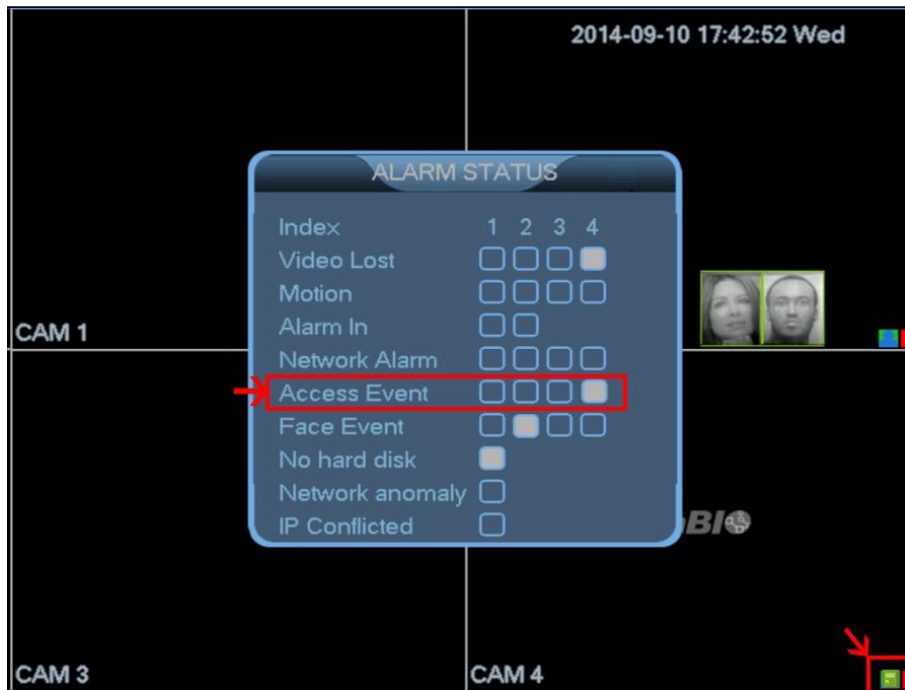 2014-09-10 17:42:52 Wed
ALARM STATUS
Index 1 2 3 4
Video Lost
Motion
Alarm In
CAM 1
Network Alarm
Access Event
Face Event
No hard disk
Network anomaly
IP Conflicted
BI
CAM 3
CAM 4